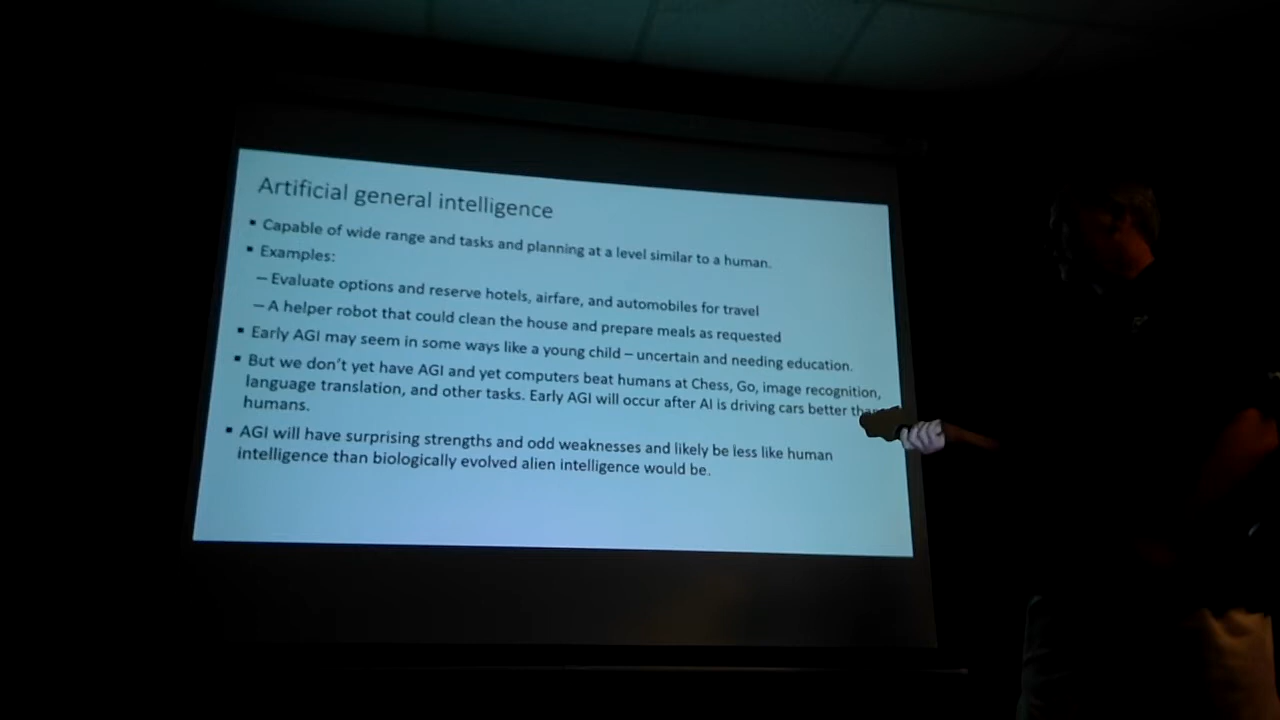 Artificial general intelligence
▪ Capable of wide range and tasks and planning at a level similar to a human.
▪ Examples:
– Evaluate options and reserve hotels, airfare, and automobiles for travel
– A helper robot that could clean the house and prepare meals as requested
▪ Early AGI may seem in some ways like a young child – uncertain and needing education.
▪ But we don't yet have AGI and yet computers beat humans at Chess, Go, image recognition,
language translation, and other tasks. Early AGI will occur after AI is driving cars better than
humans.
▪ AGI will have surprising strengths and odd weaknesses and likely be less like human
intelligence than biologically evolved alien intelligence would be.